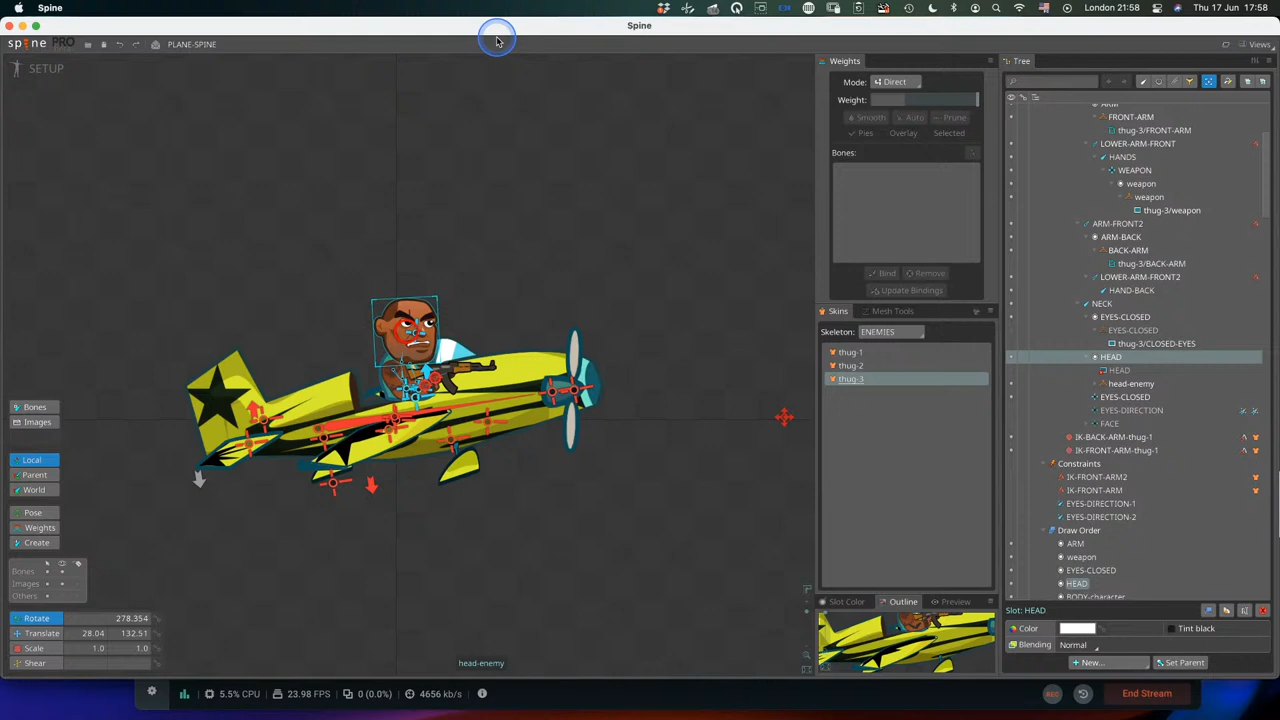 Spine
London 21:58
Thu 17 Jun 17:58
Spine
spine PRO
PLANE-SPINE
Views
SETUP
Weights
Mode:
Direct
Weight:
Smooth
Auto
Prune
Pies
Overlay
Selected
Bones:
Bind
Remove
Update Bindings
Skins
Mesh Tools
Skeleton:
ENEMIES
thug-1
thug-2
thug-3
Slot Color
Outline
Preview
Tree
ARM
FRONT-ARM
thug-3/FRONT-ARM
LOWER-ARM-FRONT
HANDS
WEAPON
weapon
weapon
thug-3/weapon
ARM-FRONT2
ARM-BACK
BACK-ARM
thug-3/BACK-ARM
LOWER-ARM-FRONT2
HAND-BACK
NECK
EYES-CLOSED
EYES-CLOSED
thug-3/CLOSED-EYES
HEAD
HEAD
head-enemy
EYES-CLOSED
EYES-DIRECTION
FACE
IK-BACK-ARM-thug-1
IK-FRONT-ARM-thug-1
Constraints
IK-FRONT-ARM2
IK-FRONT-ARM
EYES-DIRECTION-1
EYES-DIRECTION-2
Draw Order
ARM
weapon
EYES-CLOSED
HEAD
BODY-character
Slot: HEAD
Color
Tint black
Blending
Normal
New...
Set Parent
Bones
Images
Local
Parent
World
Pose
Weights
Create
Bones
Images
Others
Rotate
278.354
Translate
28.04
132.51
Scale
1.0
1.0
Shear
head-enemy
5.5% CPU
23.98 FPS
0 (0.0%)
4656 kb/s
REC
End Stream